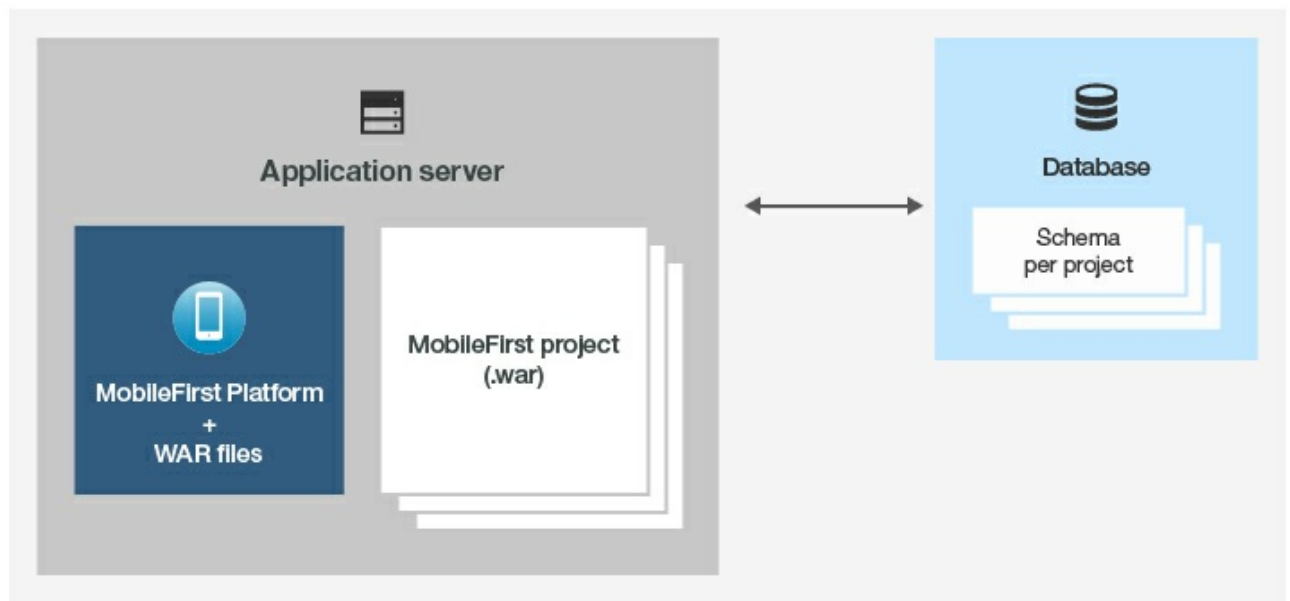 Application server
MobileFirst Platform
+
WAR files
MobileFirst project
(.war)
Database
Schema
per project